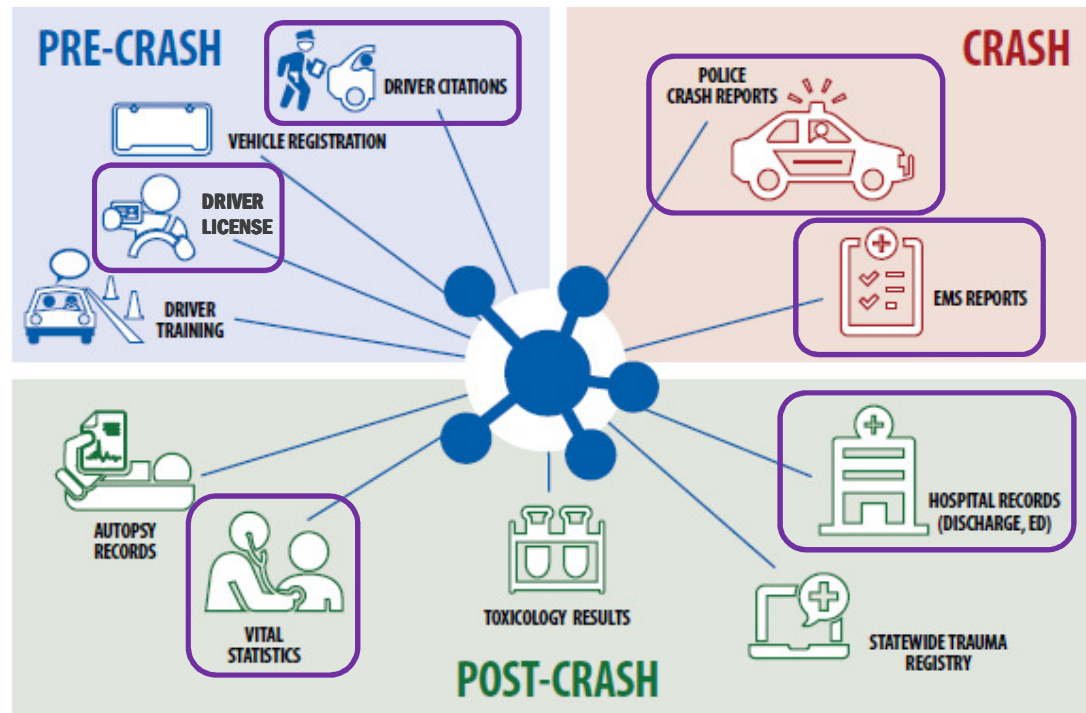 PRE-CRASH
DRIVER CITATIONS
VEHICLE REGISTRATION
DRIVER
LICENSE
DRIVER
TRAINING
CRASH
POLICE
CRASH REPORTS
EMS REPORTS
AUTOPSY
RECORDS
VITAL
STATISTICS
TOXICOLOGY RESULTS
HOSPITAL RECORDS
(DISCHARGE, ED)
STATEWIDE TRAUMA
REGISTRY
POST-CRASH